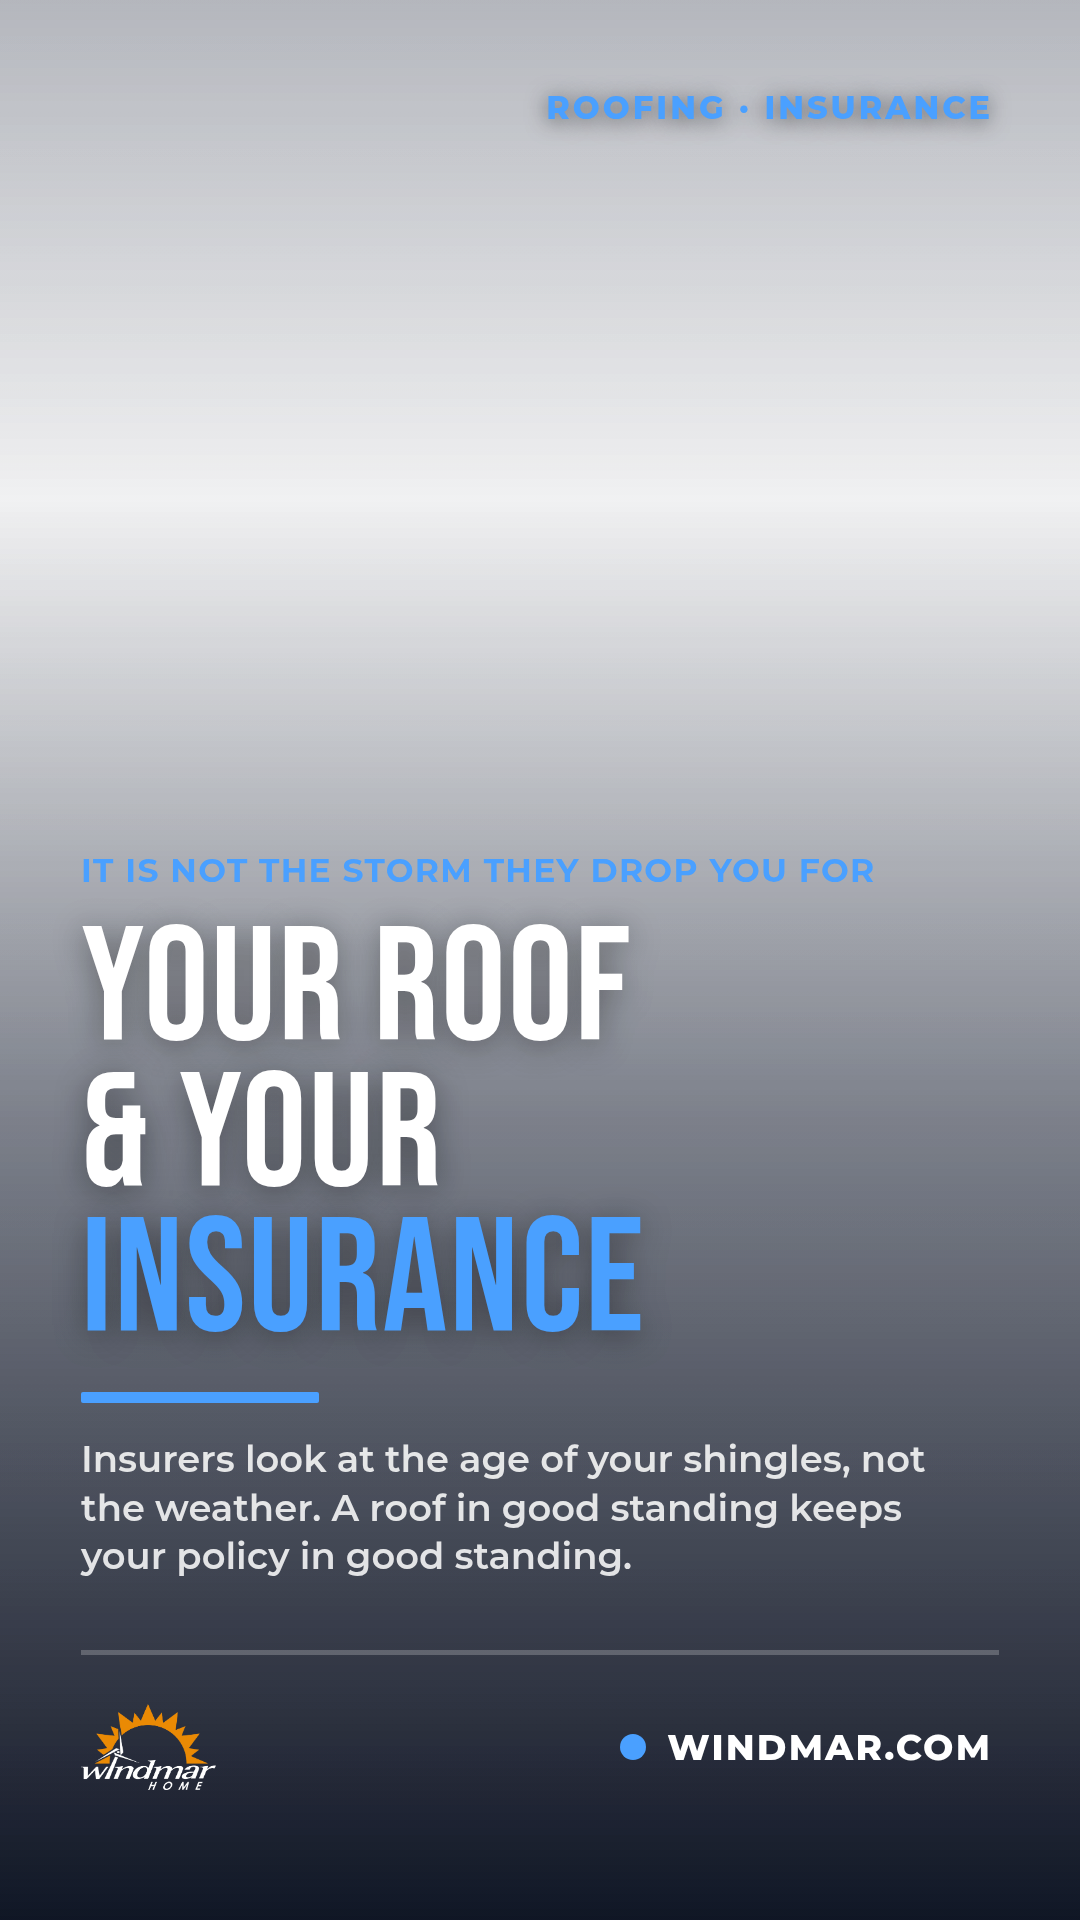 ROOFING · INSURANCE
IT IS NOT THE STORM THEY DROP YOU FOR
YOUR ROOF
& YOUR
INSURANCE
Insurers look at the age of your shingles, not
the weather. A roof in good standing keeps
your policy in good standing.
windmar
HOME
WINDMAR.COM